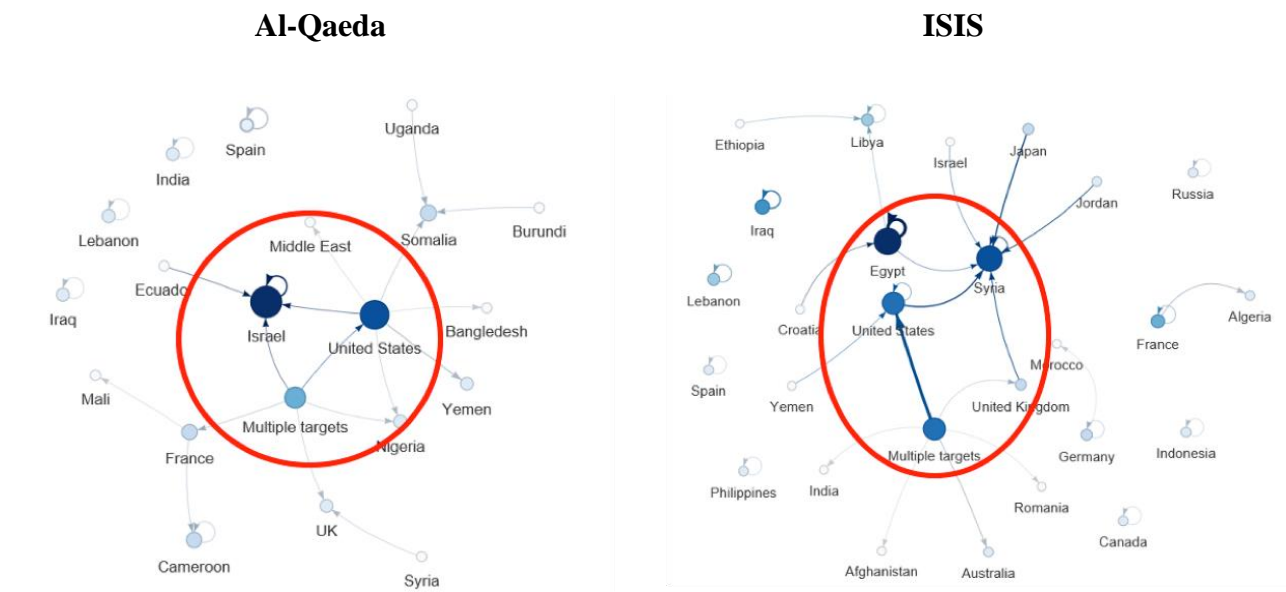 Al-Qaeda
Uganda
Spain
India
Lebanon
Middle East
Somalia
Burundi
Ecuado
Iraq
Israel
United States
Bangledesh
Mali
Yemen
Multiple targets
Nigeria
France
UK
Cameroon
Syria
ISIS
Ethiopia
Libya
Israel
Japan
Russia
Jordan
Iraq
Egypt
Syria
Lebanon
Croatia
United States
Algeria
France
Morocco
Spain
Yemen
United Kingdom
Multiple targets
Germany
Indonesia
Philippines
India
Romania
Canada
Afghanistan
Australia